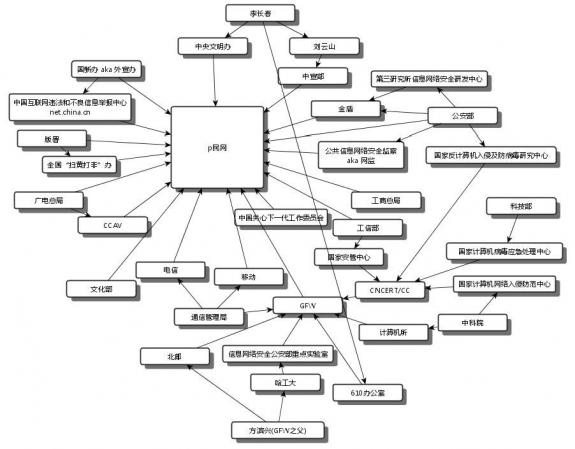 李长春
中央文明办
刘云山
国新办 aka 外宣办
中宣部
第三研究所信息网络安全研发中心
中国互联网违法和不良信息举报中心
net.china.cn
金盾
公安部
版署
p民网
公共信息网络安全监察
aka 网监
国家反计算机入侵及防病毒研究中心
全国“扫黄打非”办
广电总局
工商总局
科技部
CCAV
中国关心下一代工作委员会
工信部
国家安管中心
国家计算机病毒应急处理中心
电信
移动
文化部
CNCERT/CC
国家计算机网络入侵防范中心
GFW
通信管理局
计算机所
中科院
北邮
信息网络安全公安部重点实验室
哈工大
610办公室
方滨兴(GFW之父)